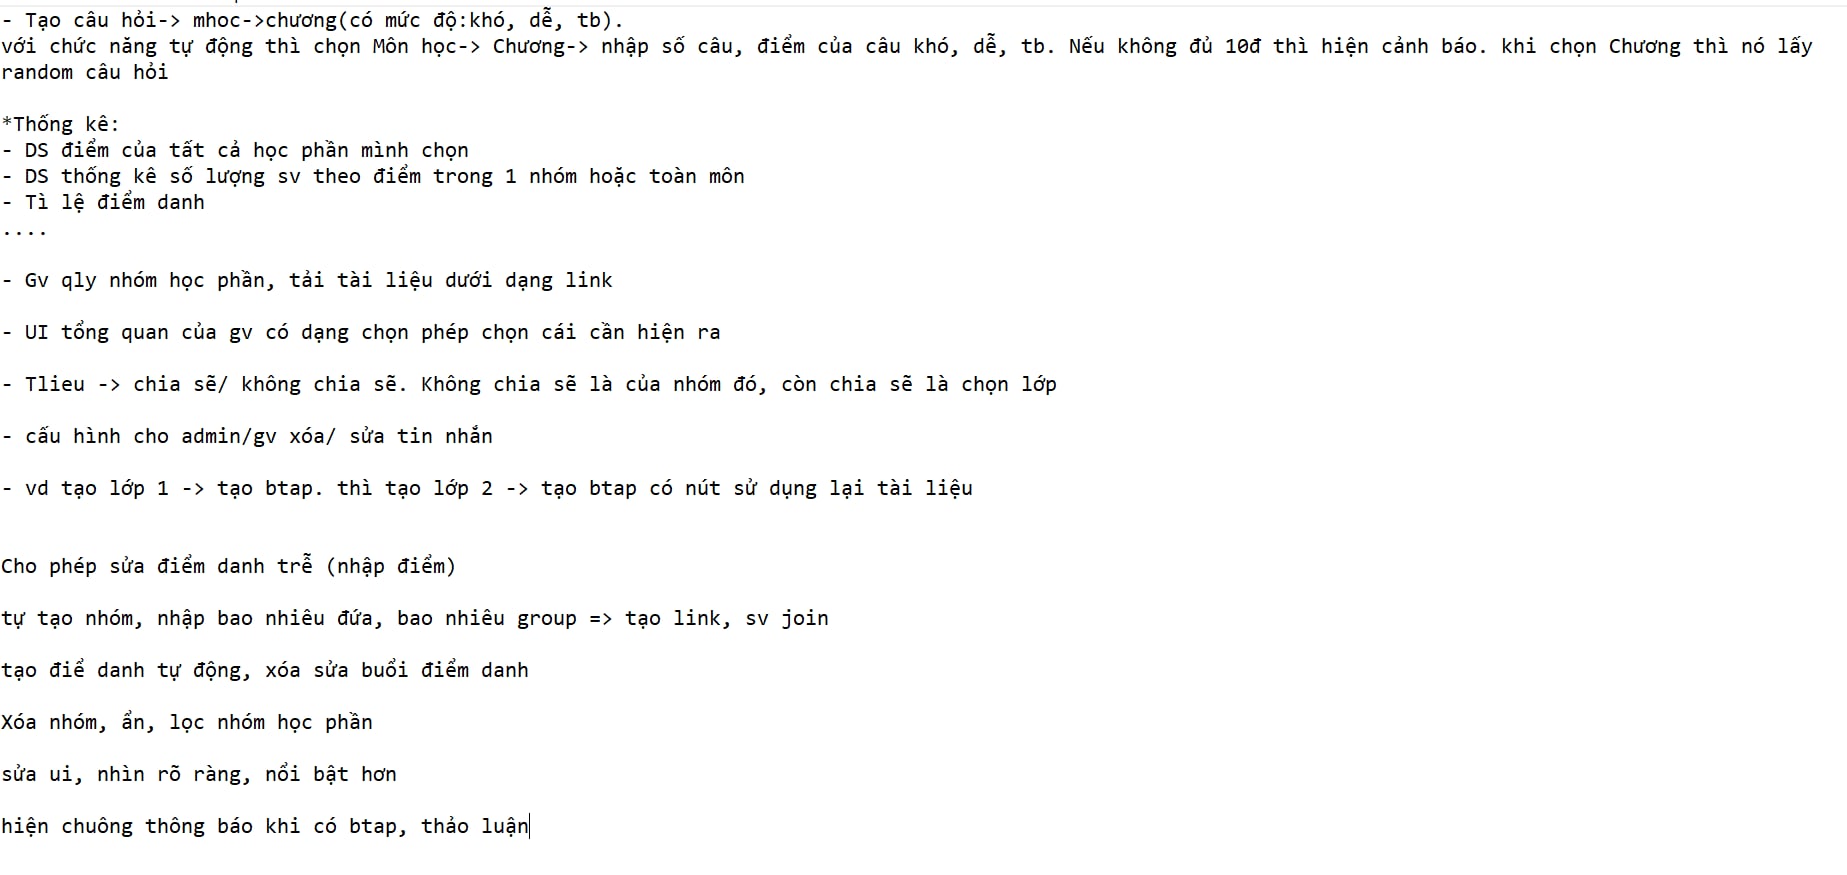 - Tạo câu hỏi-> mhoc->chương(có mức độ:khó, dễ, tb).
với chức năng tự động thì chọn Môn học-> Chương-> nhập số câu, điểm của câu khó, dễ, tb. Nếu không đủ 10đ thì hiện cảnh báo. khi chọn Chương thì nó lấy
random câu hỏi
*Thống kê:
- DS điểm của tất cả học phần mình chọn
- DS thống kê số lượng sv theo điểm trong 1 nhóm hoặc toàn môn
- Tì lệ điểm danh
....
- Gv qly nhóm học phần, tải tài liệu dưới dạng link
- UI tổng quan của gv có dạng chọn phép chọn cái cần hiện ra
- Tlieu -> chia sẽ/ không chia sẽ. Không chia sẽ là của nhóm đó, còn chia sẽ là chọn lớp
- cấu hình cho admin/gv xóa/ sửa tin nhắn
- vd tạo lớp 1 -> tạo btap. thì tạo lớp 2 -> tạo btap có nút sử dụng lại tài liệu
Cho phép sửa điểm danh trễ (nhập điểm)
tự tạo nhóm, nhập bao nhiêu đứa, bao nhiêu group => tạo link, sv join
tạo điể danh tự động, xóa sửa buổi điểm danh
Xóa nhóm, ẩn, lọc nhóm học phần
sửa ui, nhìn rõ ràng, nổi bật hơn
hiện chuông thông báo khi có btap, thảo luận